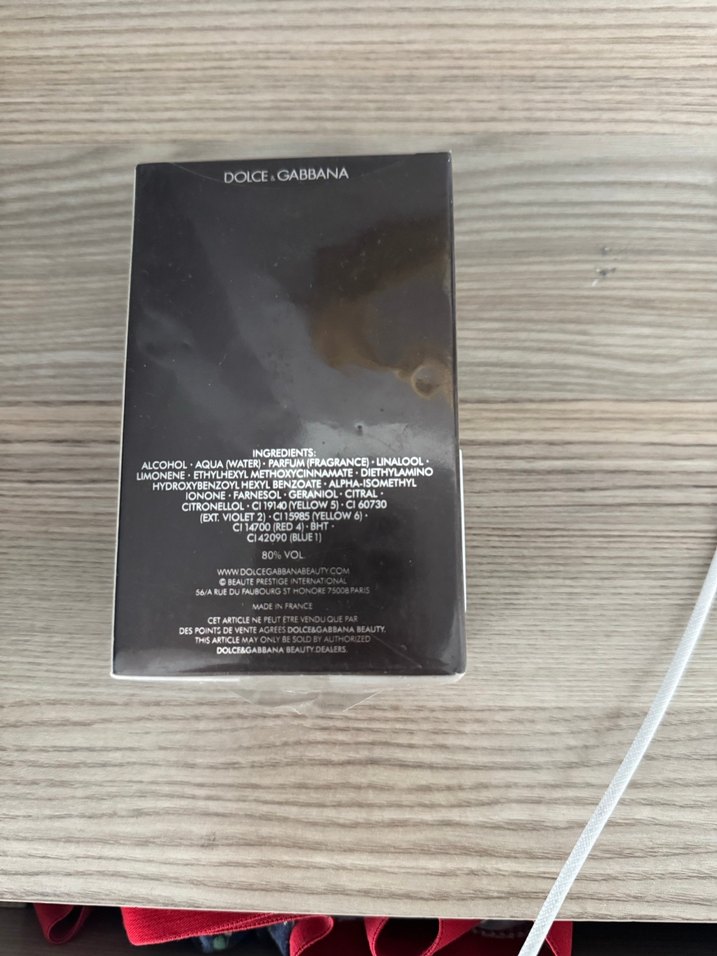 DOLCE & GABBANA
INGREDIENTS:
ALCOHOL • AQUA (WATER) • PARFUM (FRAGRANCE) • LINALOOL •
LIMONENE • ETHYLHEXYL METHOXYCINNAMATE • DIETHYLAMINO
HYDROXYBENZOYL HEXYL BENZOATE • ALPHA-ISOMETHYL
IONONE • FARNESOL • GERANIOL • CITRAL •
CITRONELLOL • CI 19140 (YELLOW 5) • CI 60730
(EXT. VIOLET 2) • CI 15985 (YELLOW 6) •
CI 14700 (RED 4) • BHT •
CI 42090 (BLUE 1)
80% VOL.
WWW.DOLCEGABBANABEAUTY.COM
© BEAUTE PRESTIGE INTERNATIONAL
56/A RUE DU FAUBOURG ST HONORE 75008 PARIS
MADE IN FRANCE
CET ARTICLE NE PEUT ÊTRE VENDU QUE PAR
DES POINTS DE VENTE AGREES DOLCE&GABBANA BEAUTY.
THIS ARTICLE MAY ONLY BE SOLD BY AUTHORIZED
DOLCE&GABBANA BEAUTY DEALERS.